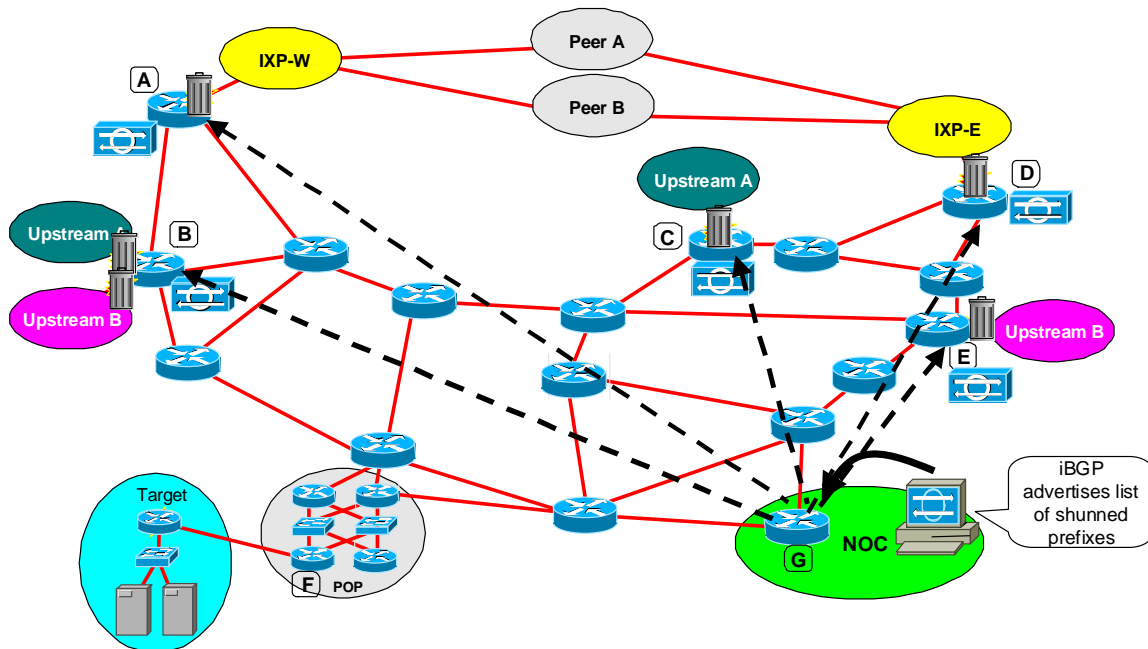 IXP-W
Peer A
A
Peer B
IXP-E
Upstream A
D
Upstream A
B
C
Upstream B
Upstream B
E
Target
iBGP
advertises list
of shunned
prefixes
NOC
G
F
POP